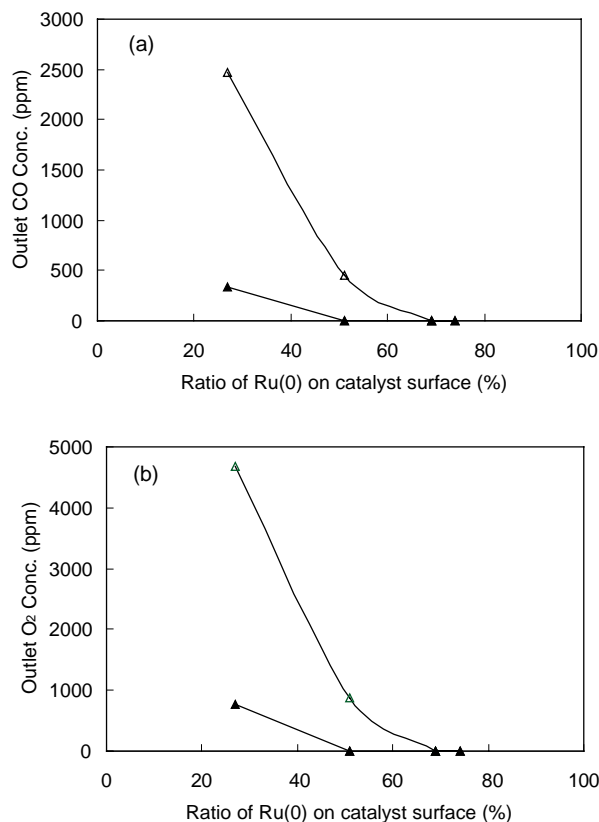 (a)
Outlet CO Conc. (ppm)
3000
2500
2000
1500
1000
500
0
0 20 40 60 80 100
Ratio of Ru(0) on catalyst surface (%)
(b)
Outlet O₂ Conc. (ppm)
5000
4000
3000
2000
1000
0
0 20 40 60 80 100
Ratio of Ru(0) on catalyst surface (%)